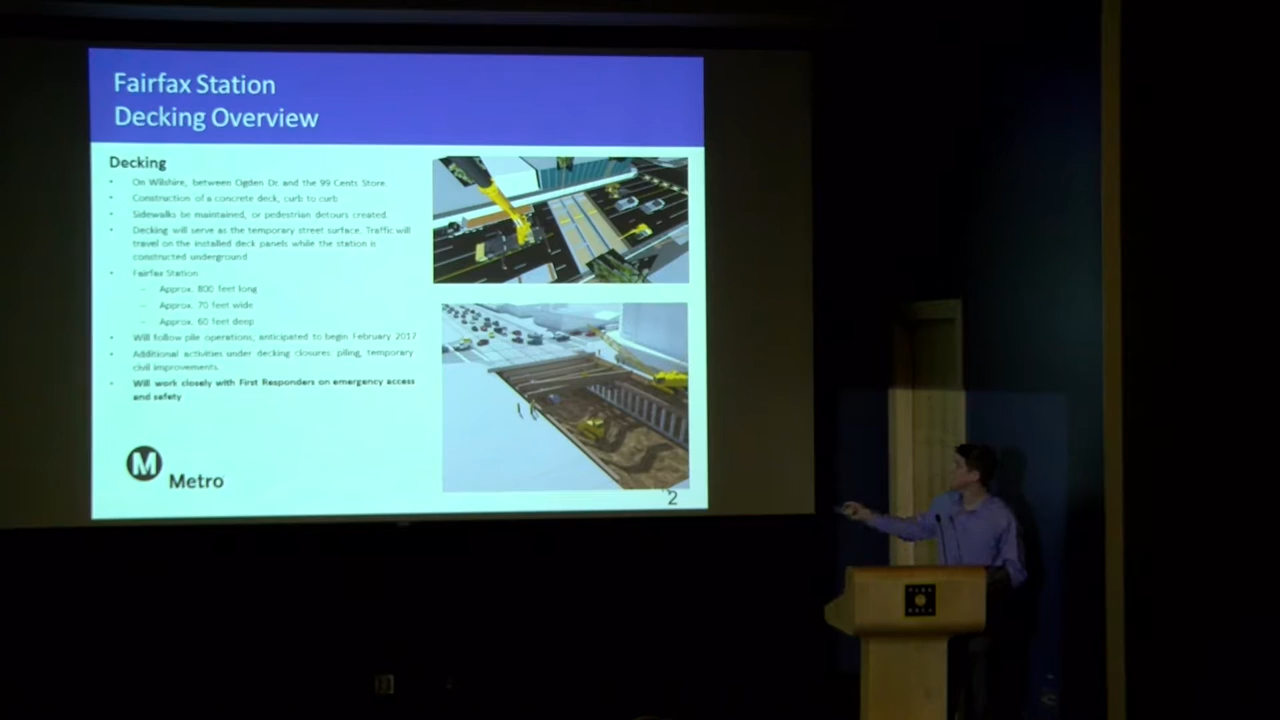 Fairfax Station
Decking Overview
Decking
• On Wilshire, between Ogden Dr. and the 99 Cents Store.
• Construction of a concrete deck, curb to curb
• Sidewalks be maintained, or pedestrian detours created.
• Decking will serve as the temporary street surface. Traffic will
travel on the installed deck panels while the station is
constructed underground
• Fairfax Station:
– Approx. 800 feet long
– Approx. 70 feet wide
– Approx. 60 feet deep
• Will follow pile operations, anticipated to begin February 2017
• Additional activities under decking closures: piling, temporary
civil improvements.
• Will work closely with First Responders on emergency access
and safety
M
Metro
2